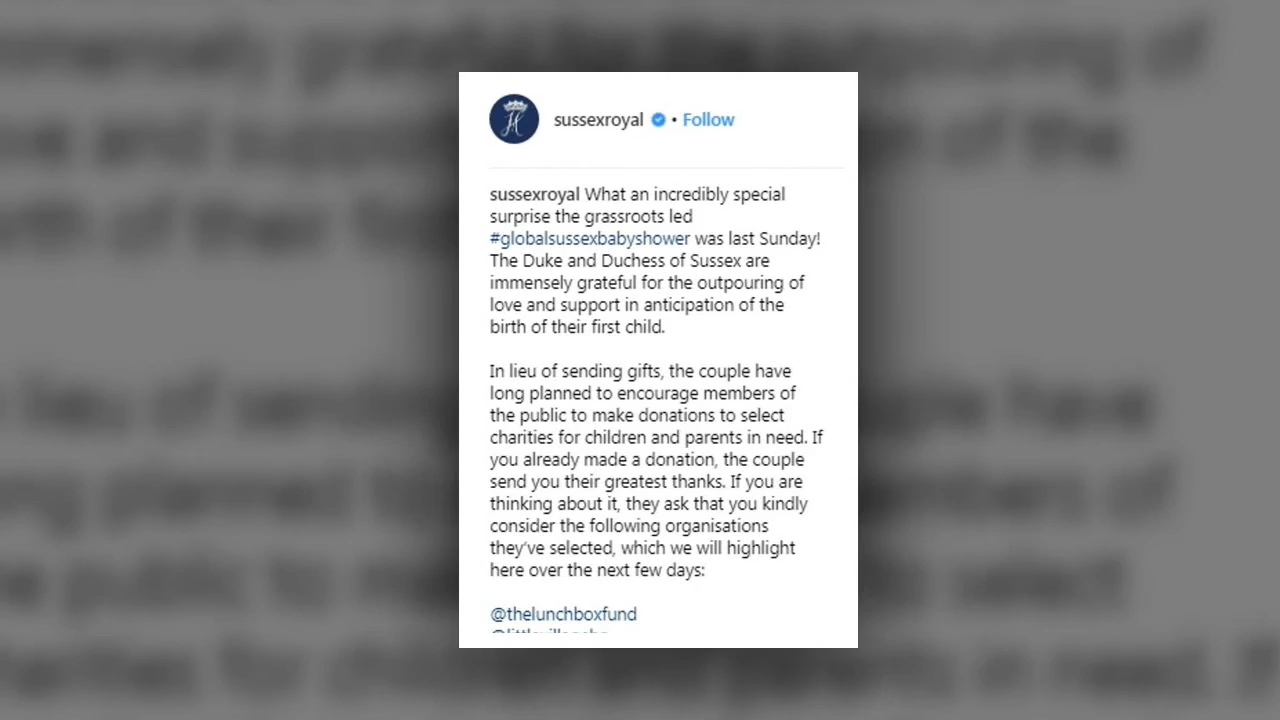 sussexroyal • Follow
sussexroyal What an incredibly special
surprise the grassroots led
#globalsussexbabyshower was last Sunday!
The Duke and Duchess of Sussex are
immensely grateful for the outpouring of
love and support in anticipation of the
birth of their first child.
In lieu of sending gifts, the couple have
long planned to encourage members of
the public to make donations to select
charities for children and parents in need. If
you already made a donation, the couple
send you their greatest thanks. If you are
thinking about it, they ask that you kindly
consider the following organisations
they've selected, which we will highlight
here over the next few days:
@thelunchboxfund